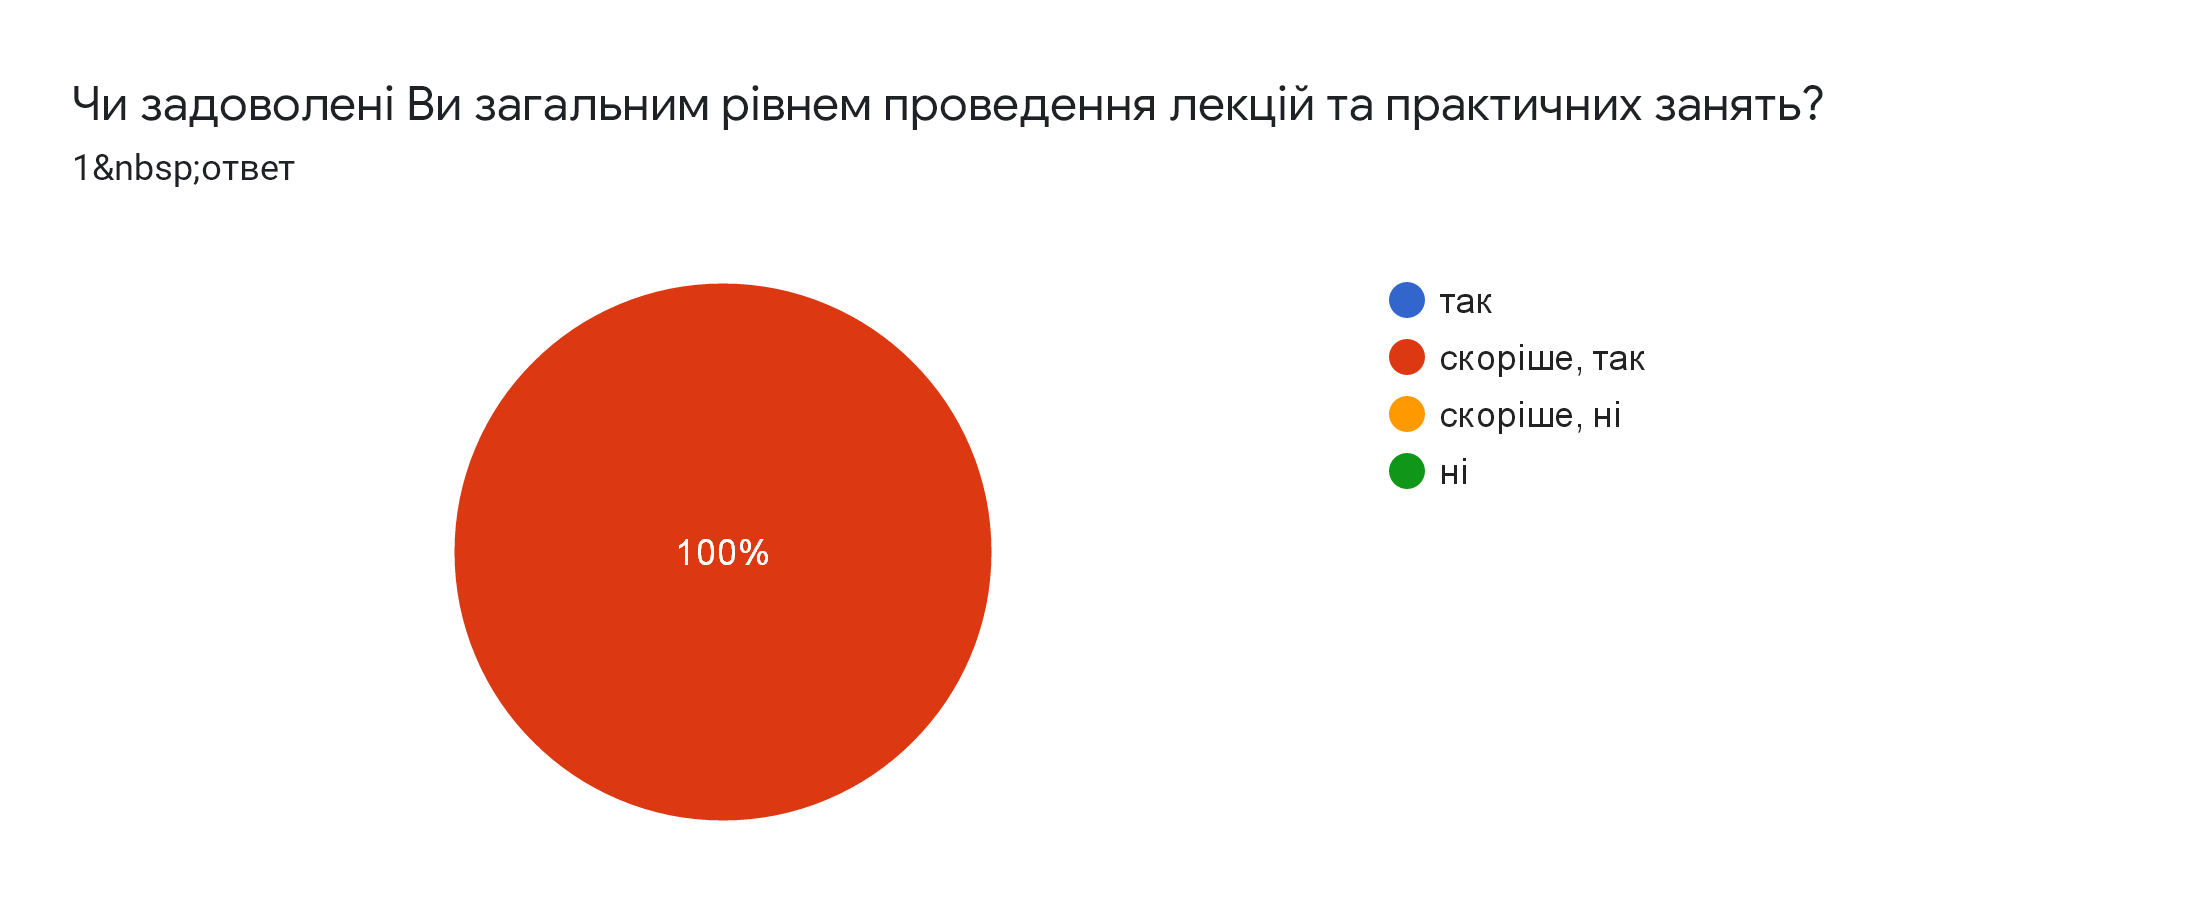 Чи задоволені Ви загальним рівнем проведення лекцій та практичних занять?
1&nbsp;ответ
100%
так
скоріше, так
скоріше, ні
ні